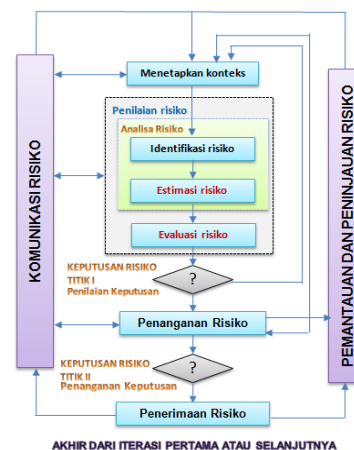 Menetapkan konteks
Penilaian risiko
Analisa Risiko
Identifikasi risiko
Estimasi risiko
Evaluasi risiko
KEPUTUSAN RISIKO
TITIK I
Penilaian Keputusan
?
Penanganan Risiko
KEPUTUSAN RISIKO
TITIK II
Penanganan Keputusan
?
Penerimaan Risiko
KOMUNIKASI RISIKO
PEMANTAUAN DAN PENINJAUAN RISIKO
AKHIR DARI ITERASI PERTAMA ATAU SELANJUTNYA